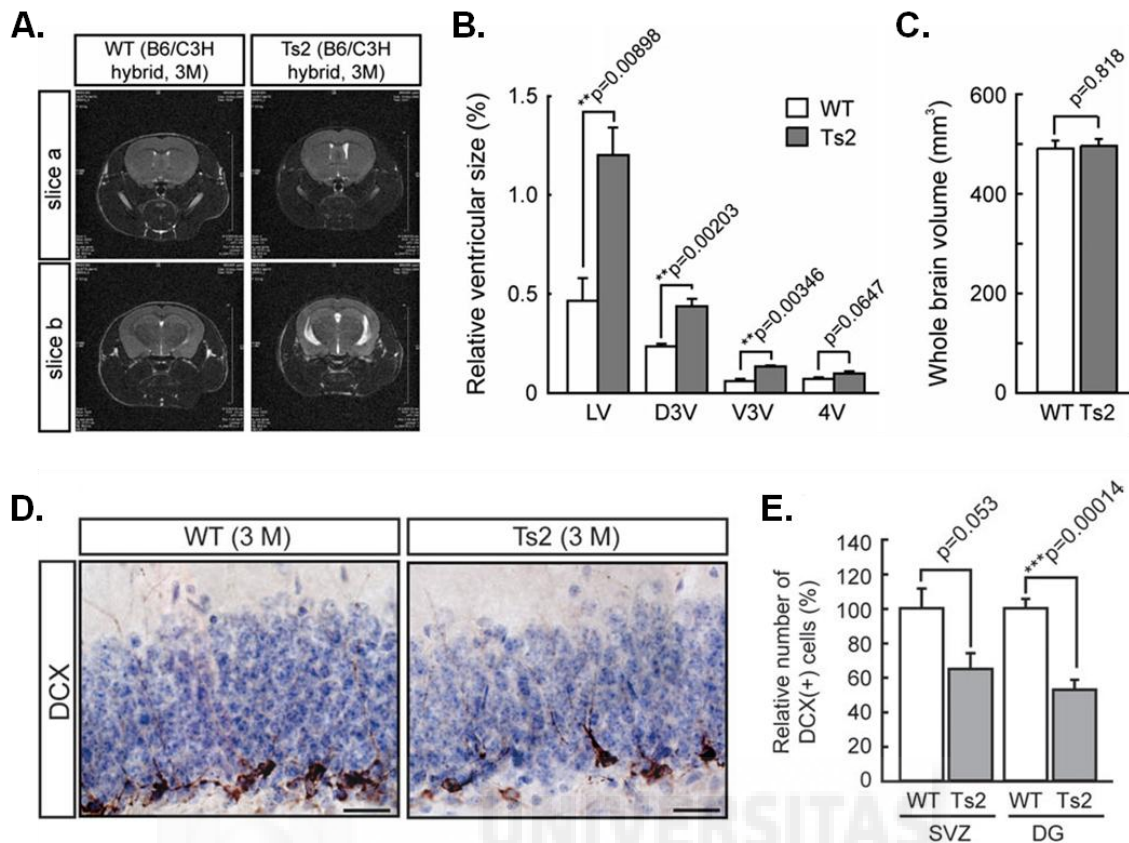 A.
WT (B6/C3H
hybrid, 3M)
Ts2 (B6/C3H
hybrid, 3M)
slice a
slice b
B.
Relative ventricular size (%)
1.5
1.0
0.5
0
**p=0.00898
**p=0.00203
**p=0.00346
p=0.0647
WT
Ts2
LV
D3V
V3V
4V
C.
Whole brain volume (mm³)
600
400
200
0
p=0.818
WT Ts2
D.
WT (3 M)
Ts2 (3 M)
DCX
E.
Relative number of
DCX(+) cells (%)
140
120
100
80
60
40
20
0
p=0.053
***p=0.00014
WT Ts2
WT Ts2
SVZ
DG
UNIVERSITAS